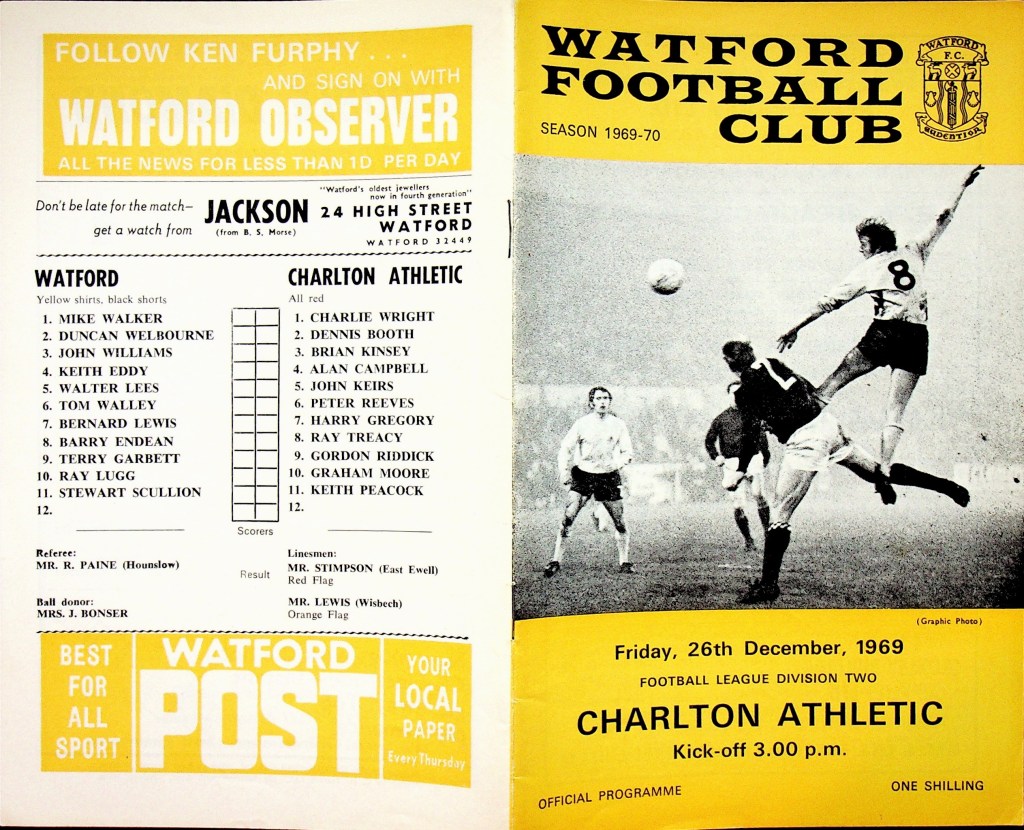 FOLLOW KEN FURPHY . . .
AND SIGN ON WITH
WATFORD OBSERVER
ALL THE NEWS FOR LESS THAN 1D PER DAY
Don't be late for the match—
get a watch from
JACKSON
(from B. S. Morse)
"Watford's oldest jewellers
now in fourth generation"
24 HIGH STREET
WATFORD
WATFORD 32449
WATFORD
Yellow shirts, black shorts
1. MIKE WALKER
2. DUNCAN WELBOURNE
3. JOHN WILLIAMS
4. KEITH EDDY
5. WALTER LEES
6. TOM WALLEY
7. BERNARD LEWIS
8. BARRY ENDEAN
9. TERRY GARBETT
10. RAY LUGG
11. STEWART SCULLION
12.
CHARLTON ATHLETIC
All red
1. CHARLIE WRIGHT
2. DENNIS BOOTH
3. BRIAN KINSEY
4. ALAN CAMPBELL
5. JOHN KEIRS
6. PETER REEVES
7. HARRY GREGORY
8. RAY TREACY
9. GORDON RIDDICK
10. GRAHAM MOORE
11. KEITH PEACOCK
12.
Scorers
Referee:
MR. R. PAINE (Hounslow)
Result
Linesmen:
MR. STIMPSON (East Ewell)
Red Flag
Ball donor:
MRS. J. BONSER
MR. LEWIS (Wisbech)
Orange Flag
BEST
FOR
ALL
SPORT
WATFORD
POST
YOUR
LOCAL
PAPER
Every Thursday
WATFORD
FOOTBALL
CLUB
SEASON 1969-70
WATFORD
F.C.
AUDENTIOR
8
2
(Graphic Photo)
Friday, 26th December, 1969
FOOTBALL LEAGUE DIVISION TWO
CHARLTON ATHLETIC
Kick-off 3.00 p.m.
OFFICIAL PROGRAMME
ONE SHILLING